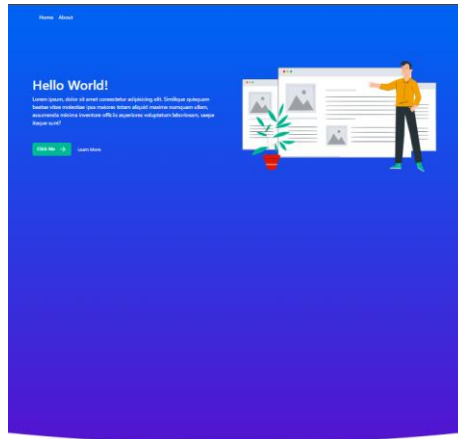 Home About
Hello World!
Lorem ipsum, dolor sit amet consectetur adipisicing elit. Similique quisquam
beatae vitae molestiae ipsa maiores totam aliquid maxime numquam ullam,
assumenda minima inventore officiis asperiores voluptatum laboriosam, saepe
itaque sunt?
Click Me → Learn More